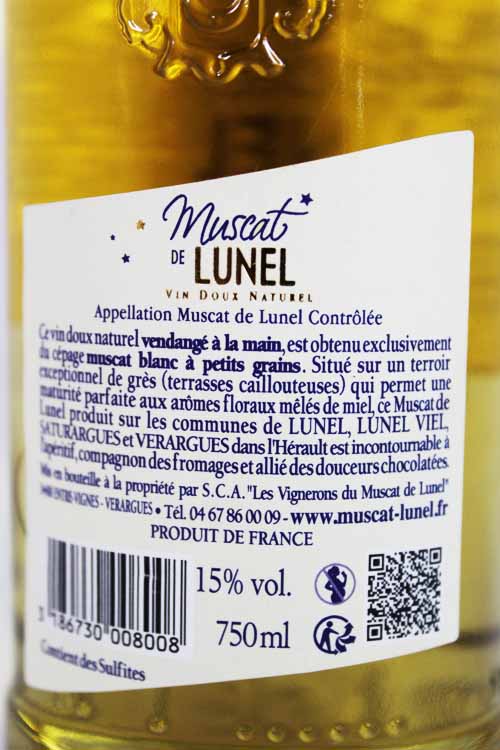 Muscat
DE LUNEL
VIN DOUX NATUREL
Appellation Muscat de Lunel Contrôlée
Ce vin doux naturel vendangé à la main, est obtenu exclusivement
du cépage muscat blanc à petits grains. Situé sur un terroir
exceptionnel de grès (terrasses caillouteuses) qui permet une
maturité parfaite aux arômes floraux mêlés de miel, ce Muscat de
Lunel produit sur les communes de LUNEL, LUNEL VIEL,
SATURARGUES et VERARGUES dans l'Hérault est incontournable à
l'apéritif, compagnon des fromages et allié des douceurs chocolatées.
Mis en bouteille à la propriété par S.C.A. "Les Vignerons du Muscat de Lunel"
34400 ENTRE-VIGNES - VERARGUES • Tél. 04 67 86 00 09 - www.muscat-lunel.fr
PRODUIT DE FRANCE
15% vol.
750ml
3 186730 008008
Contient des Sulfites